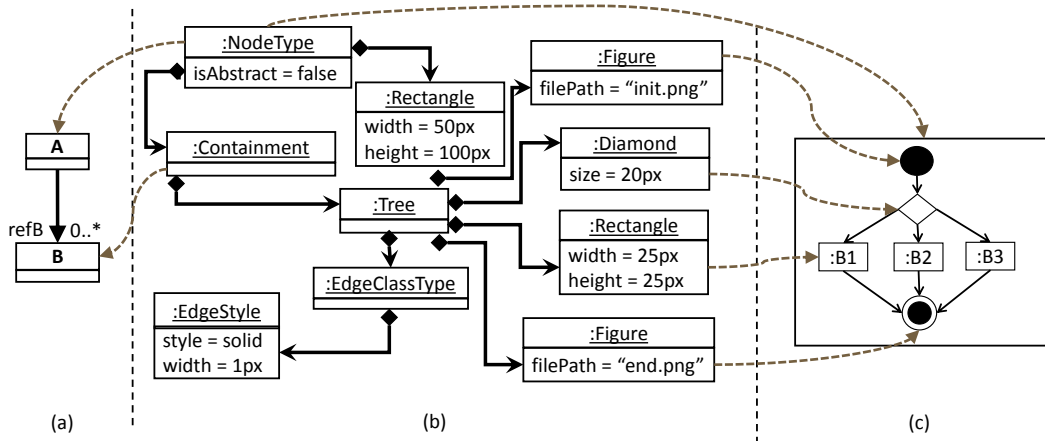 A
refB
0..*
B
(a)
:NodeType
isAbstract = false
:Rectangle
width = 50px
height = 100px
:Containment
:Tree
:EdgeClassType
:EdgeStyle
style = solid
width = 1px
:Figure
filePath = “init.png”
:Diamond
size = 20px
:Rectangle
width = 25px
height = 25px
:Figure
filePath = “end.png”
(b)
:B1
:B2
:B3
(c)